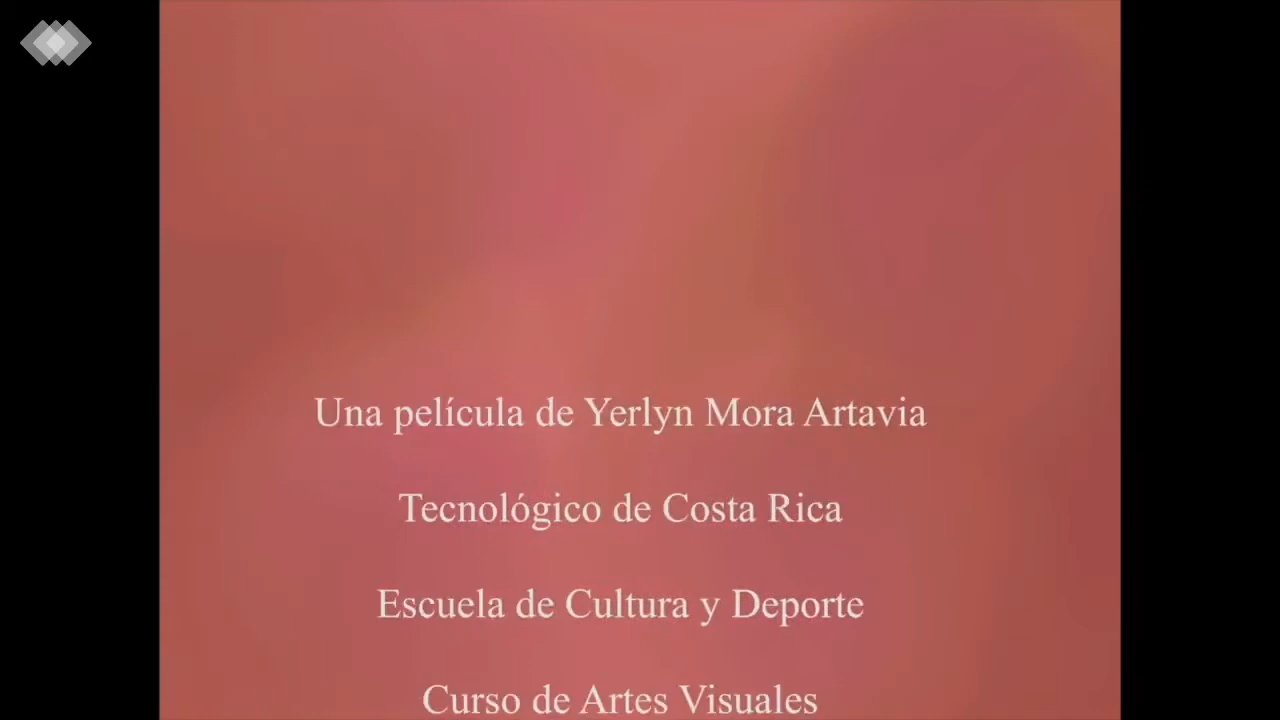 Una película de Yerlyn Mora Artavia
Tecnológico de Costa Rica
Escuela de Cultura y Deporte
Curso de Artes Visuales